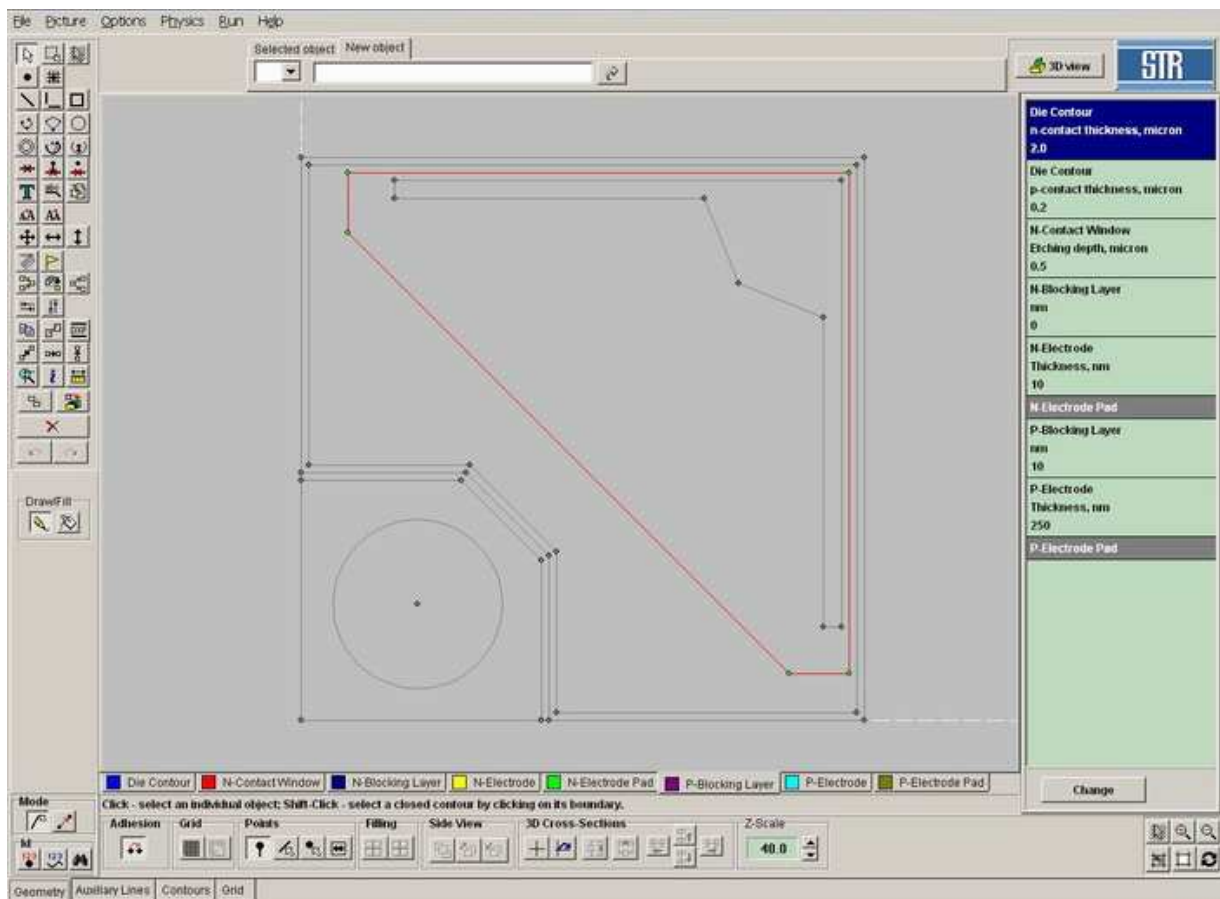 File Picture Options Physics Run Help
Selected object New object
3D view
STR
Die Contour
n-contact thickness, micron
2.0
Die Contour
p-contact thickness, micron
0.2
N-Contact Window
Etching depth, micron
0.5
N-Blocking Layer
nm
0
N-Electrode
Thickness, nm
10
N-Electrode Pad
P-Blocking Layer
nm
10
P-Electrode
Thickness, nm
250
P-Electrode Pad
Change
Draw/Fill
Die Contour N-Contact Window N-Blocking Layer N-Electrode N-Electrode Pad P-Blocking Layer P-Electrode P-Electrode Pad
Mode
Click - select an individual object; Shift-Click - select a closed contour by clicking on its boundary.
Adhesion Grid Points Filling Side View 3D Cross-Sections Z-Scale
40.0
Id
Geometry Auxiliary Lines Contours Grid